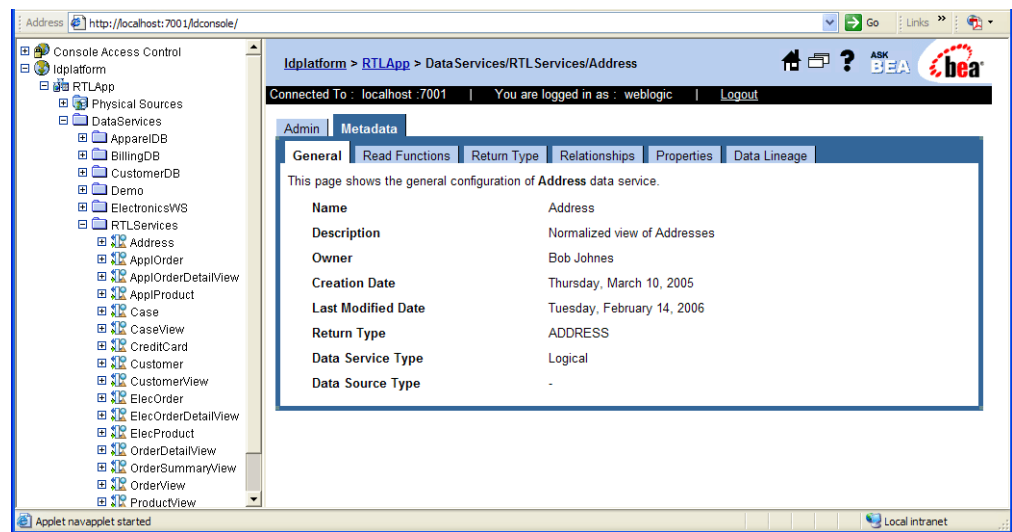 Address http://localhost:7001/ldconsole/ Go Links »
Console Access Control
ldplatform
RTLApp
Physical Sources
DataServices
ApparelDB
BillingDB
CustomerDB
Demo
ElectronicsWS
RTLServices
Address
ApplOrder
ApplOrderDetailView
ApplProduct
Case
CaseView
CreditCard
Customer
CustomerView
ElecOrder
ElecOrderDetailView
ElecProduct
OrderDetailView
OrderSummaryView
OrderView
ProductView
ldplatform > RTLApp > DataServices/RTLServices/Address ? ASK BEA bea
Connected To : localhost :7001 | You are logged in as : weblogic | Logout
Admin Metadata
General Read Functions Return Type Relationships Properties Data Lineage
This page shows the general configuration of Address data service.
Name Address
Description Normalized view of Addresses
Owner Bob Johnes
Creation Date Thursday, March 10, 2005
Last Modified Date Tuesday, February 14, 2006
Return Type ADDRESS
Data Service Type Logical
Data Source Type -
Applet navapplet started Local intranet